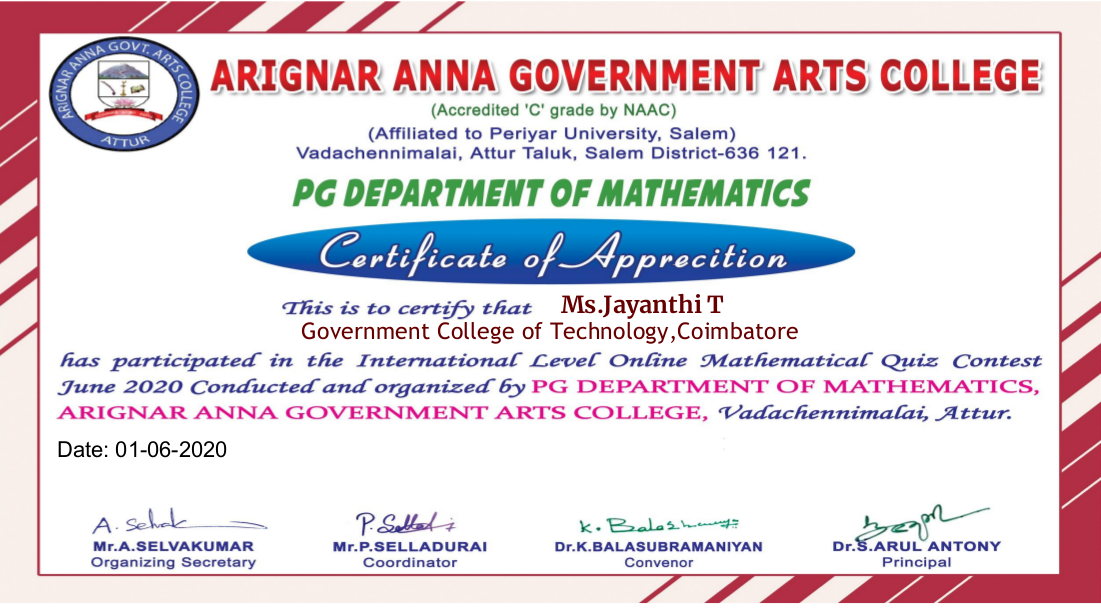 ARIGNAR ANNA GOVT. ARTS COLLEGE
ATTUR
ARIGNAR ANNA GOVERNMENT ARTS COLLEGE
(Accredited 'C' grade by NAAC)
(Affiliated to Periyar University, Salem)
Vadachennimalai, Attur Taluk, Salem District-636 121.
PG DEPARTMENT OF MATHEMATICS
Certificate of Apprecition
This is to certify that Ms.Jayanthi T
Government College of Technology,Coimbatore
has participated in the International Level Online Mathematical Quiz Contest
June 2020 Conducted and organized by PG DEPARTMENT OF MATHEMATICS,
ARIGNAR ANNA GOVERNMENT ARTS COLLEGE, Vadachennimalai, Attur.
Date: 01-06-2020
A. Selvak
P. Sellad
Mr.A.SELVAKUMAR Mr.P.SELLADURAI Dr.K.BALASUBRAMANIYAN Dr.S.ARUL ANTONY
Organizing Secretary Coordinator Convenor Principal